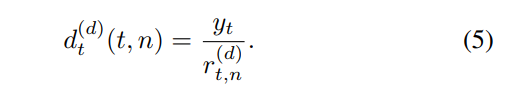 d_t^{(d)}(t, n) = \frac{y_t}{r_{t,n}^{(d)}}. (5)